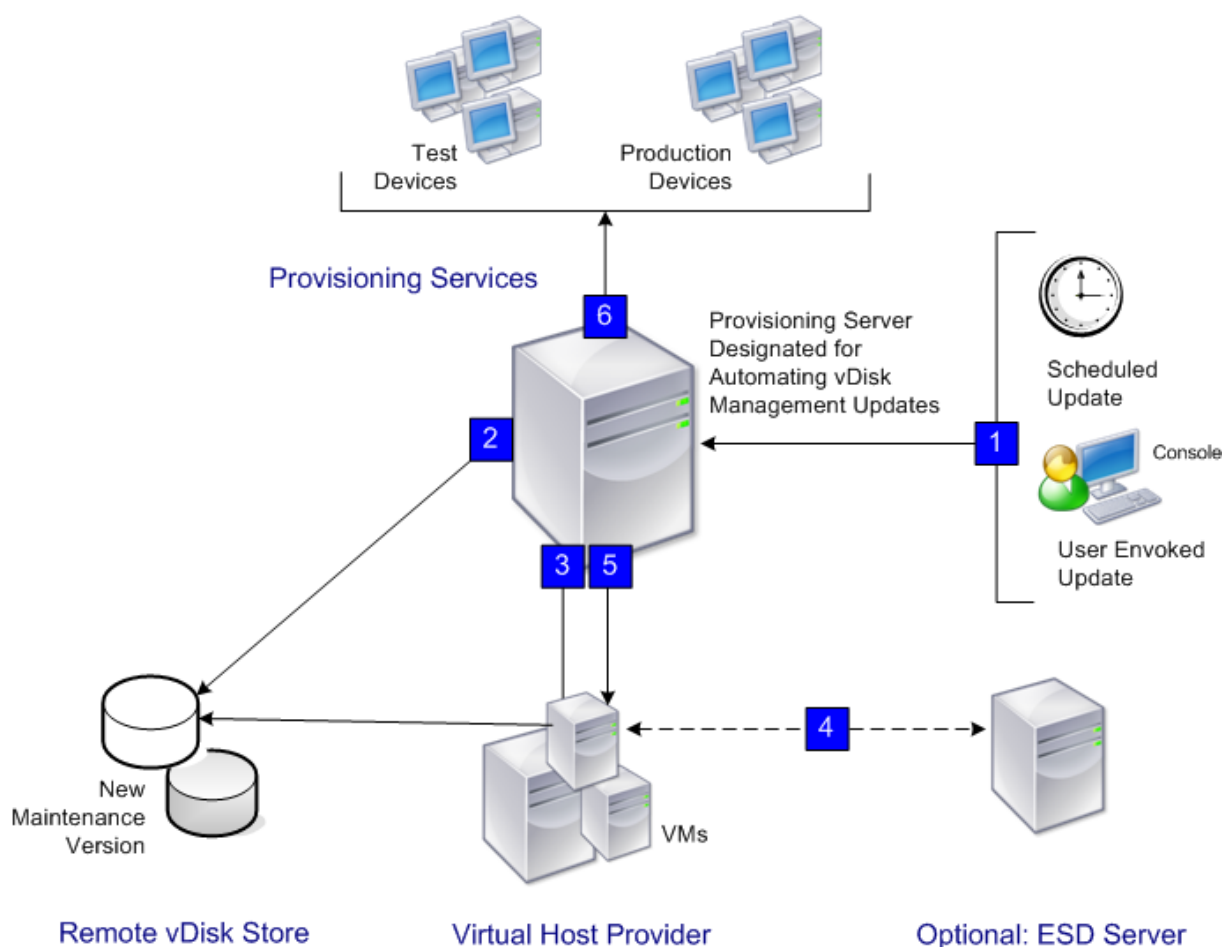 Test
Devices
Production
Devices
Provisioning Services
6
Provisioning Server
Designated for
Automating vDisk
Management Updates
Scheduled
Update
2
1
Console
User Envoked
Update
3
5
4
New
Maintenance
Version
VMs
Remote vDisk Store
Virtual Host Provider
Optional: ESD Server